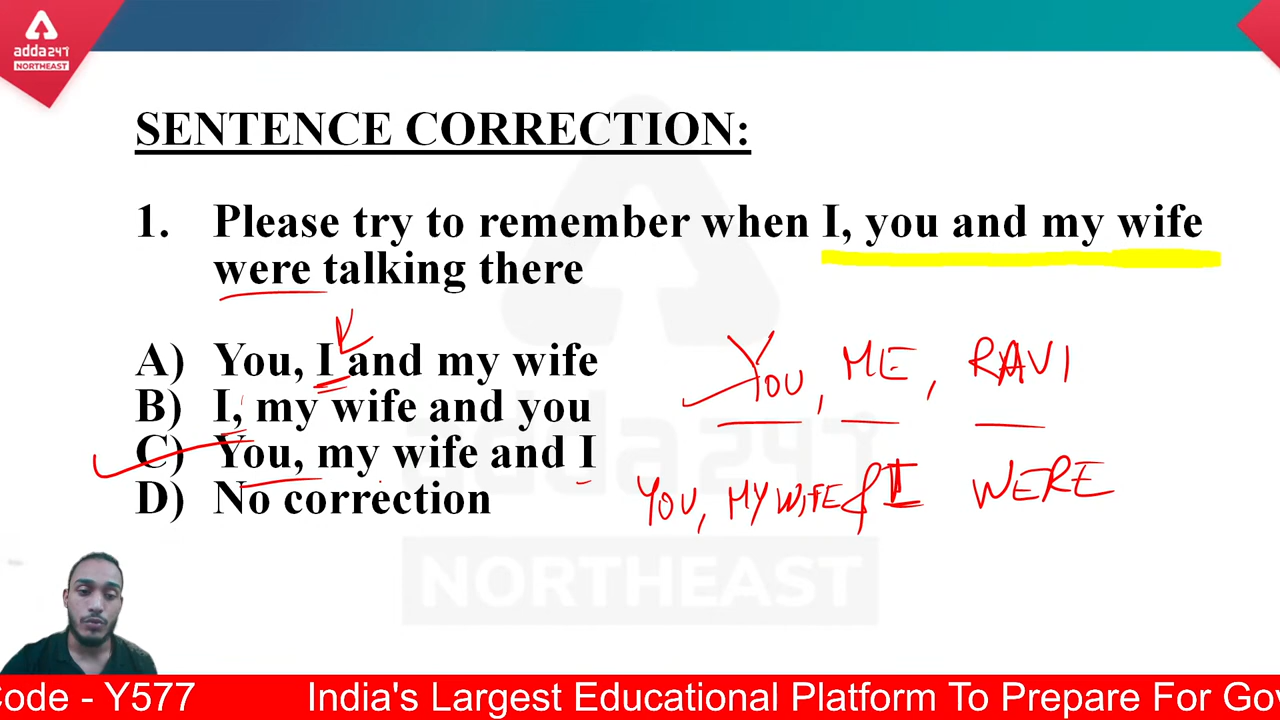 adda247
NORTHEAST
SENTENCE CORRECTION:
1. Please try to remember when I, you and my wife
were talking there
A) You, I and my wife
B) I, my wife and you
C) You, my wife and I
D) No correction
YOU, ME, RAVI
YOU, MY WIFE & I WERE
adda247
NORTHEAST
Code - Y577 India's Largest Educational Platform To Prepare For Gov